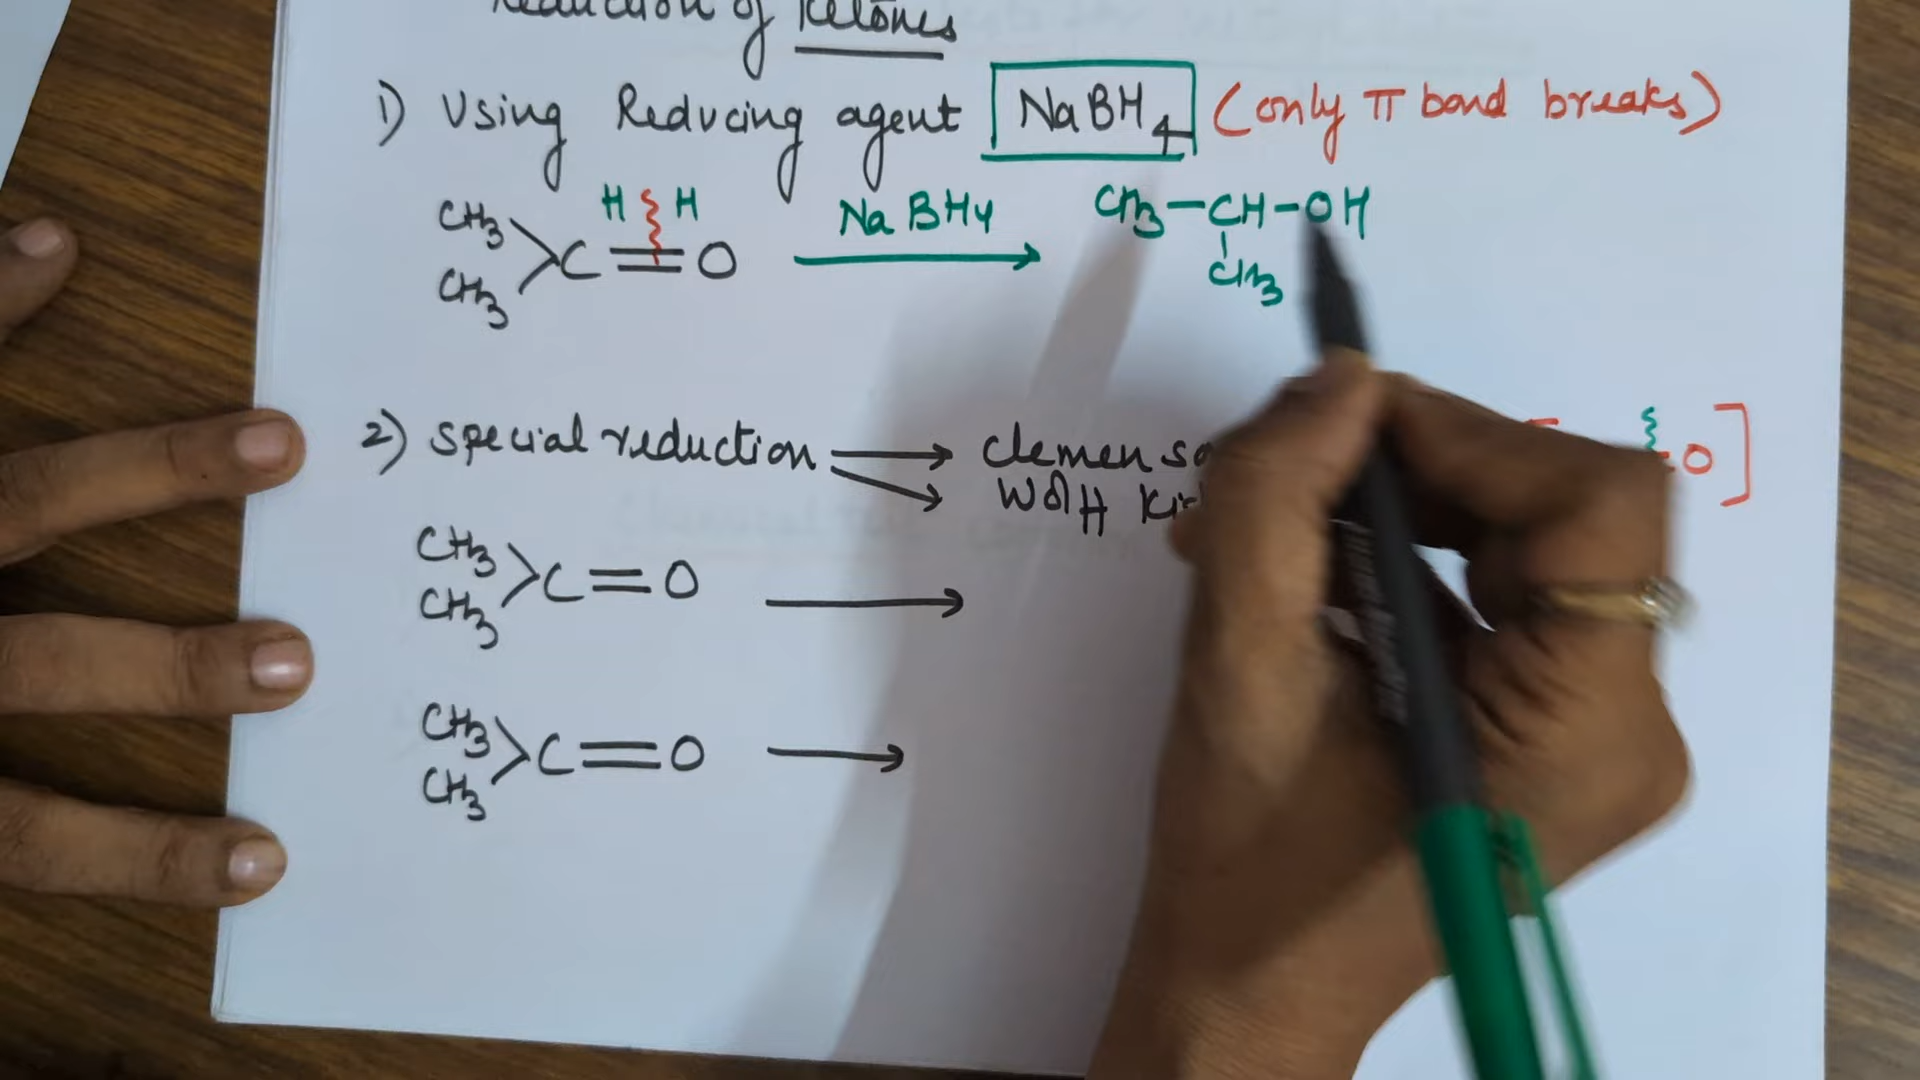 Reduction of Ketones
1) Using Reducing agent NaBH4 (only π bond breaks)
H H
CH3
CH3
>C=O
NaBH4
CH3-CH-OH
CH3
2) special reduction → clemen
→ Wolff
O]
CH3
CH3
>C=O →
CH3
CH3
>C=O →